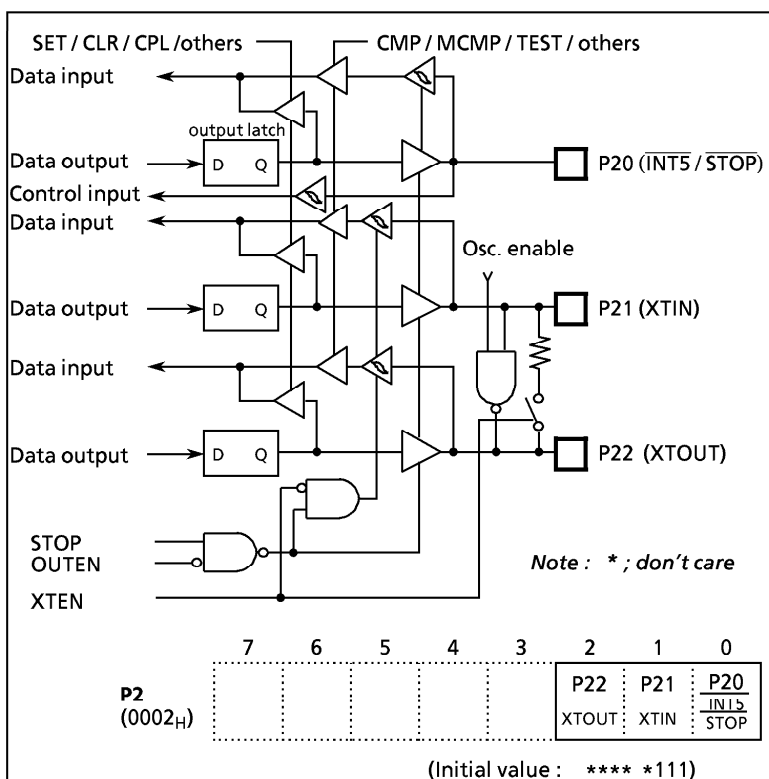 SET / CLR / CPL /others
CMP / MCMP / TEST / others
Data input
output latch
Data output
D Q
P20 (INT5 / STOP)
Control input
Data input
Osc. enable
Data output
D Q
P21 (XTIN)
Data input
Data output
D Q
P22 (XTOUT)
STOP
OUTEN
XTEN
Note : * ; don't care
7 6 5 4 3 2 1 0
P2
(0002H)
P22 P21 P20
XTOUT XTIN INT5
STOP
(Initial value : **** *111)